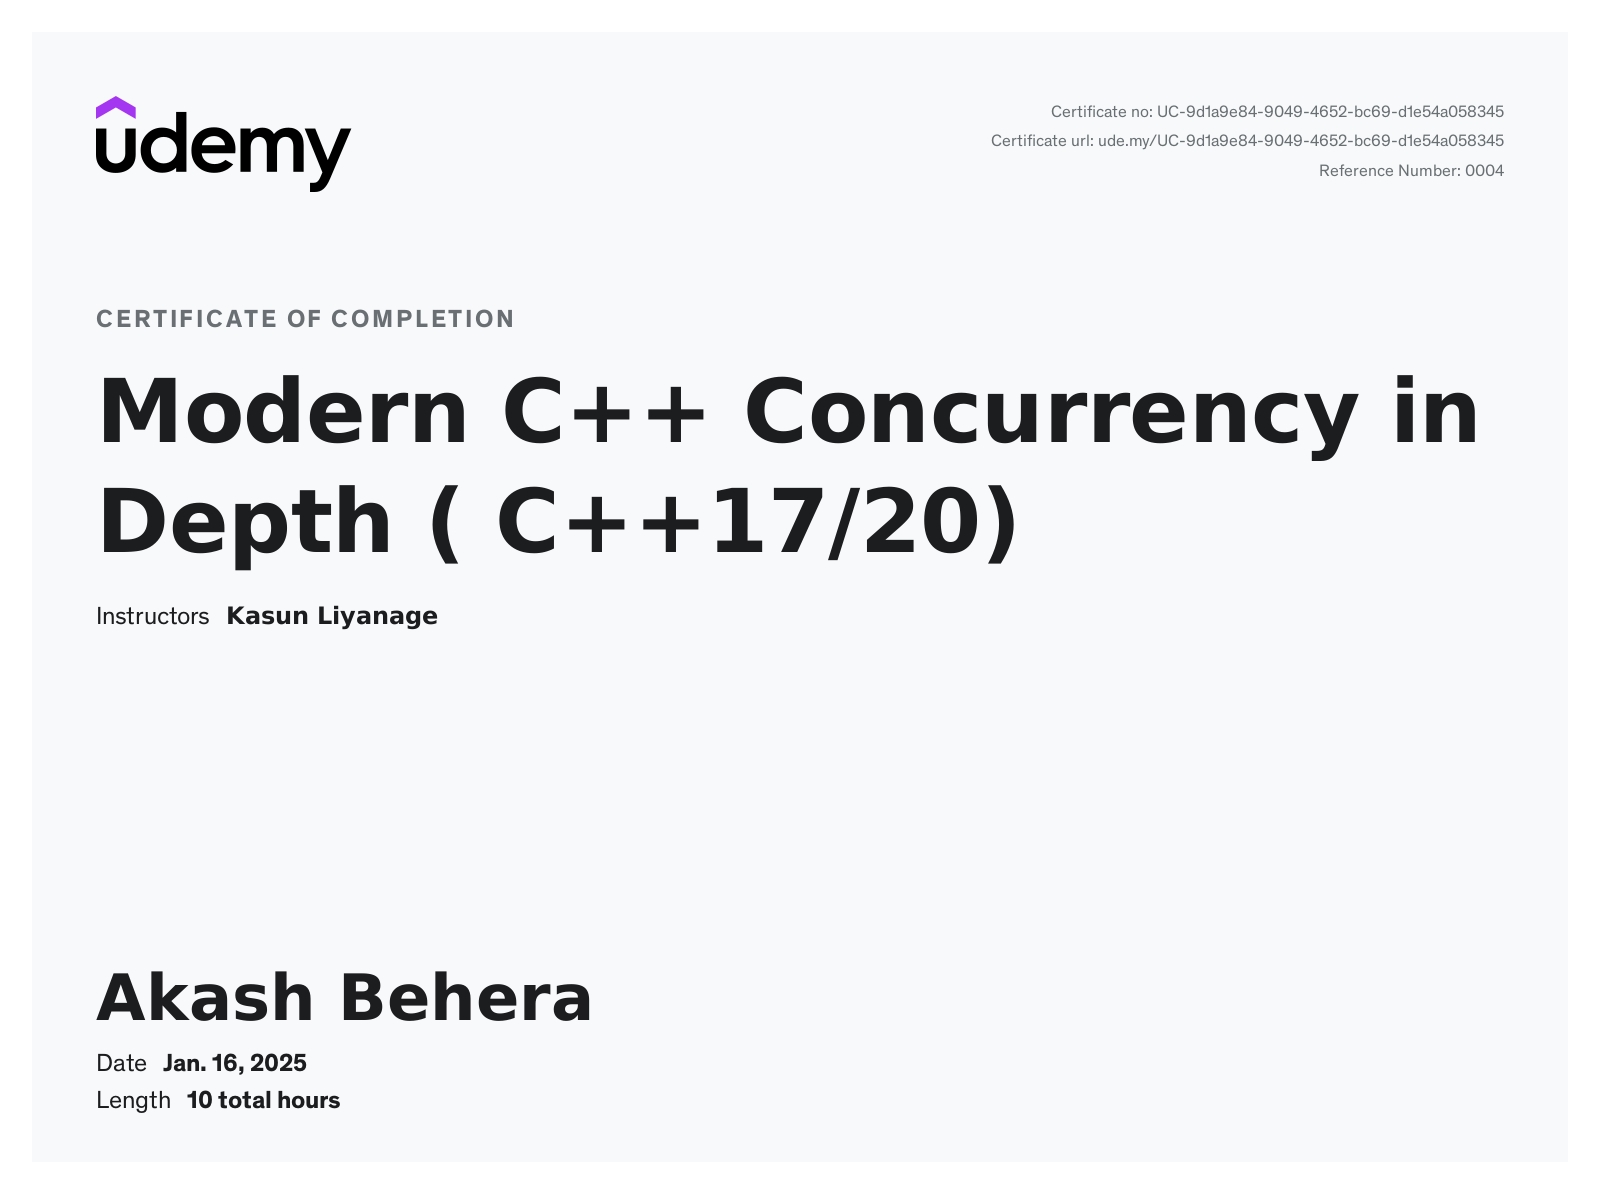 udemy
Certificate no: UC-9d1a9e84-9049-4652-bc69-d1e54a058345
Certificate url: ude.my/UC-9d1a9e84-9049-4652-bc69-d1e54a058345
Reference Number: 0004
CERTIFICATE OF COMPLETION
Modern C++ Concurrency in
Depth ( C++17/20)
Instructors Kasun Liyanage
Akash Behera
Date Jan. 16, 2025
Length 10 total hours